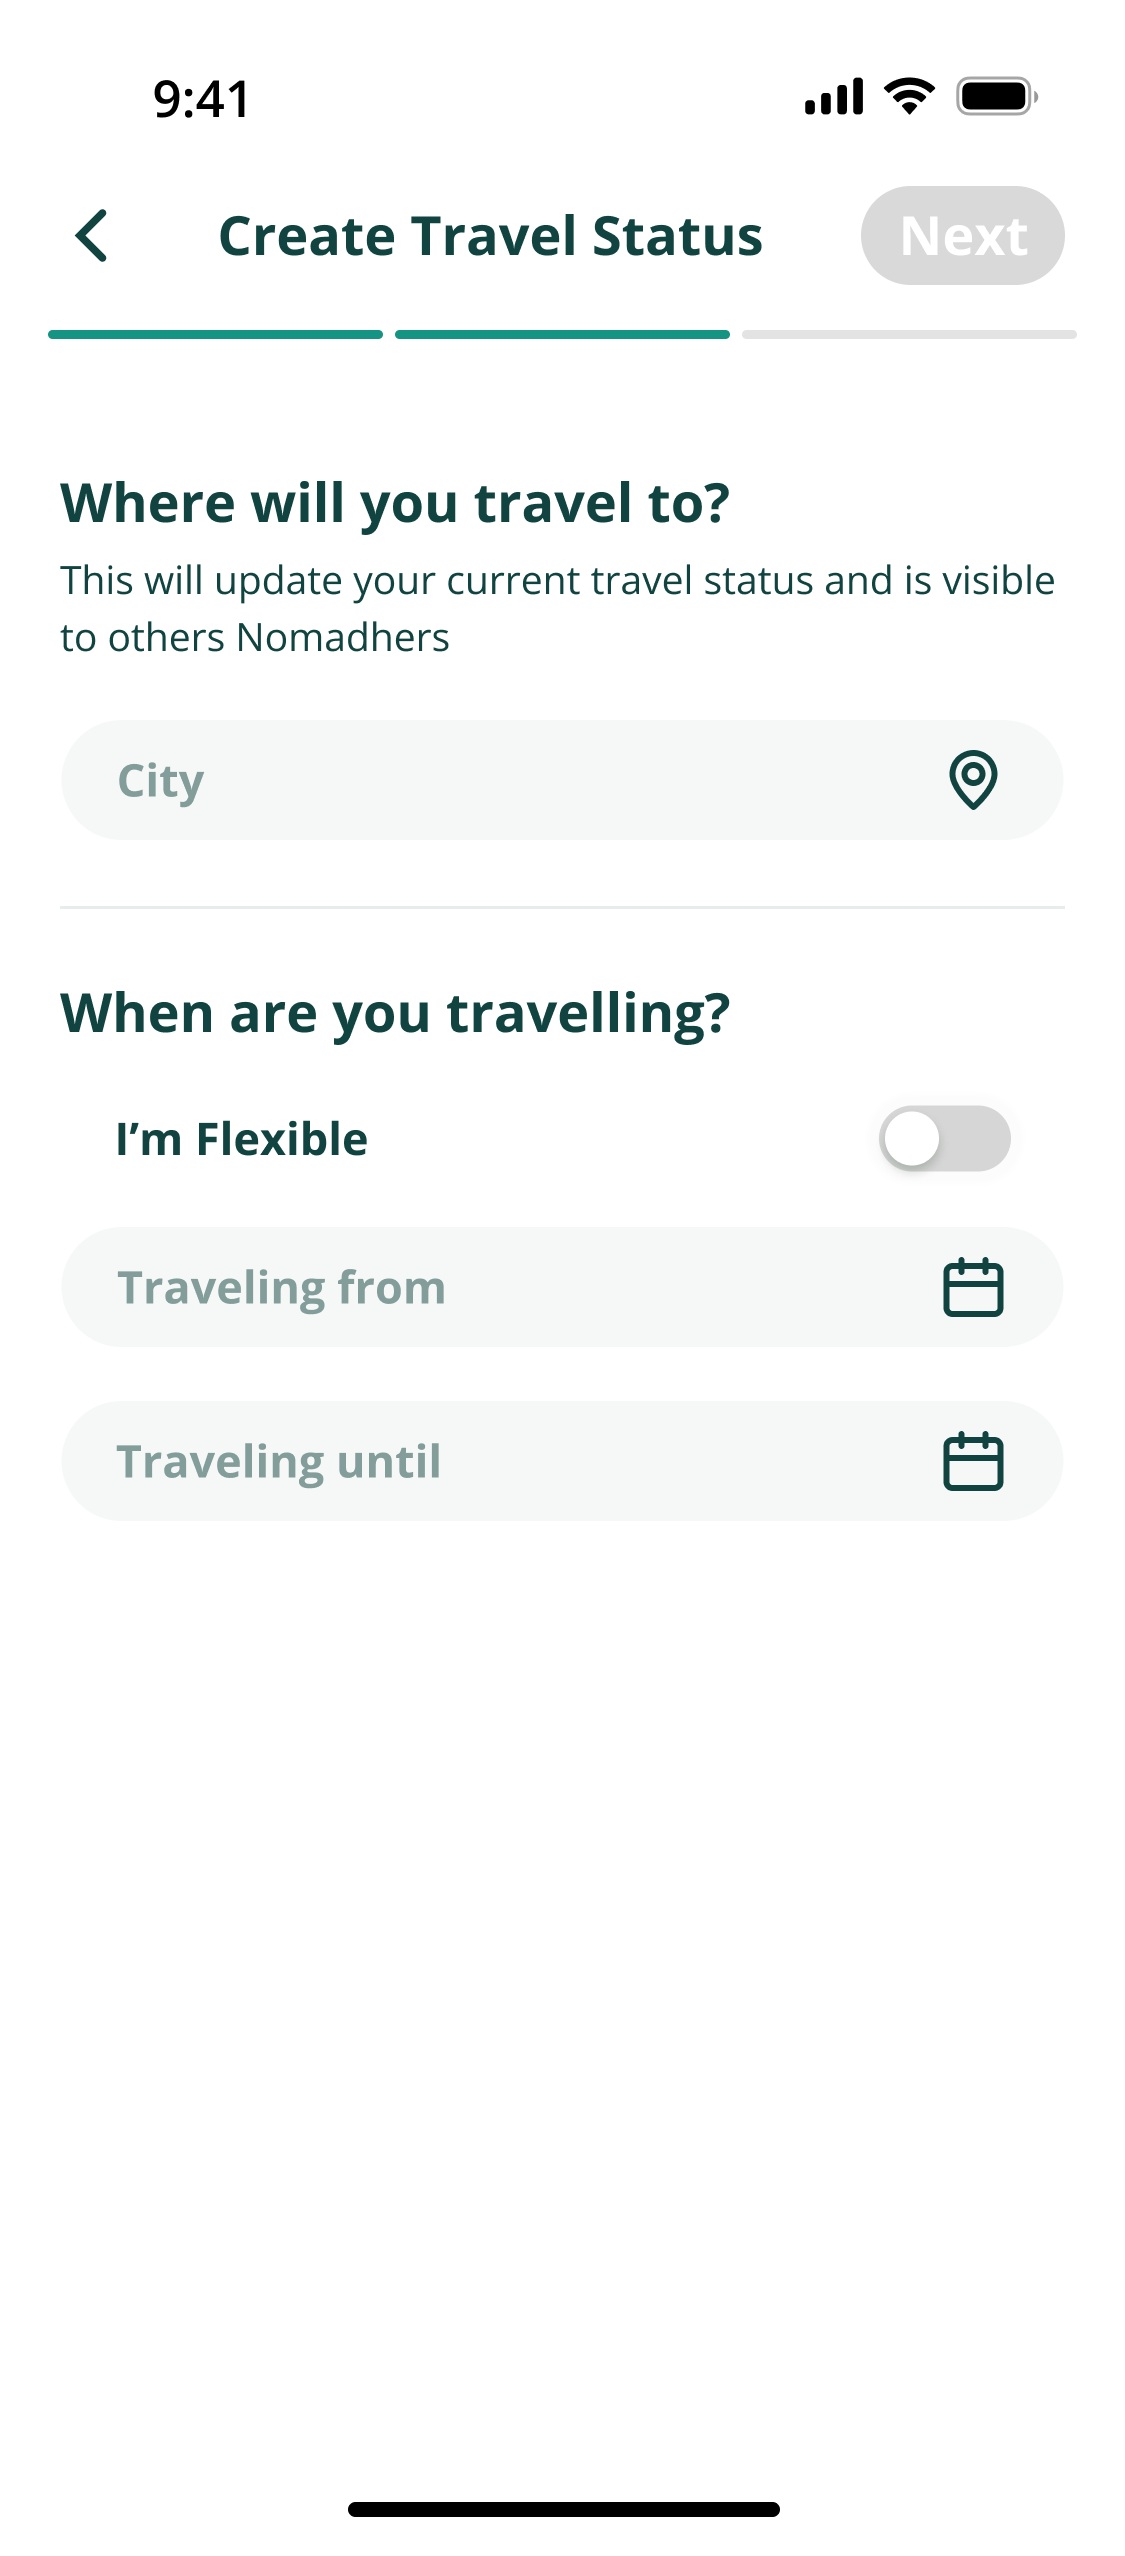 9:41
Create Travel Status
Next
Where will you travel to?
This will update your current travel status and is visible
to others Nomadhers
City
When are you travelling?
I’m Flexible
Traveling from
Traveling until